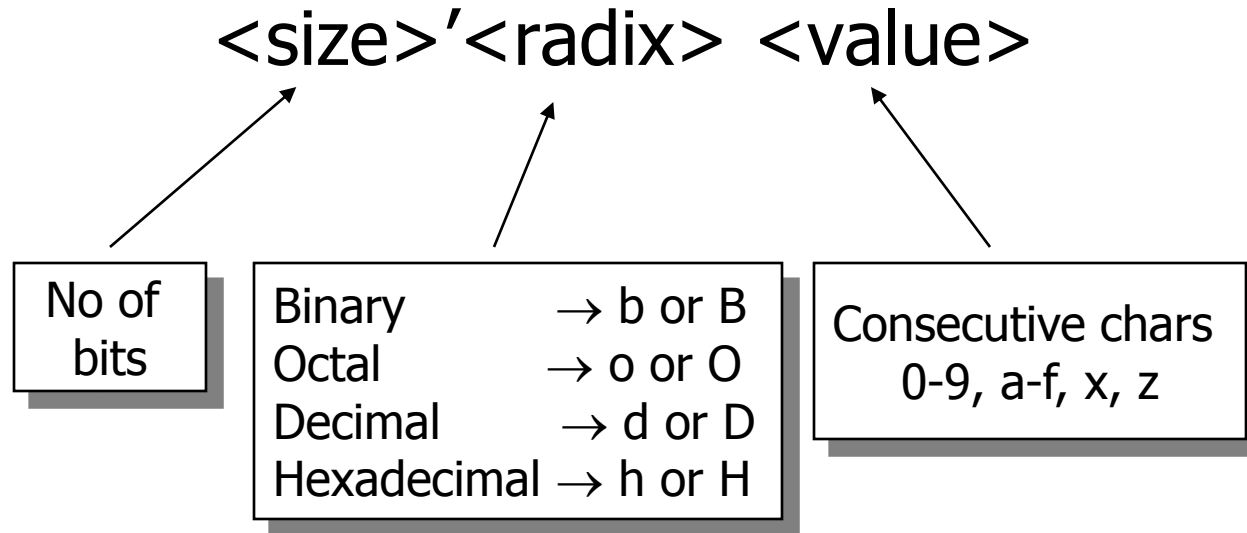 <size>’<radix> <value>
No of
bits
Binary → b or B
Octal → o or O
Decimal → d or D
Hexadecimal → h or H
Consecutive chars
0-9, a-f, x, z